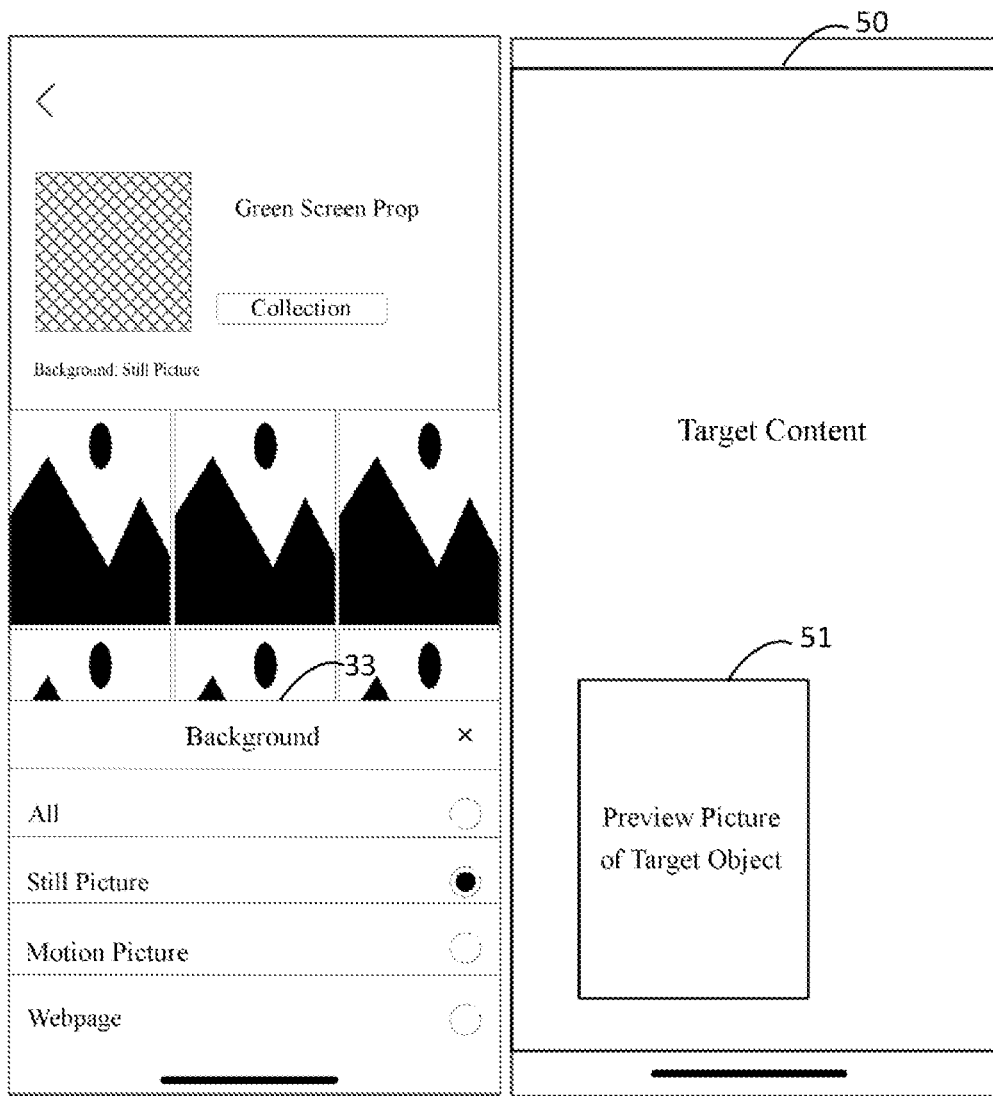 50
Green Screen Prop
Collection
Background: Still Picture
33
Background ×
All
Still Picture
Motion Picture
Webpage
Target Content
51
Preview Picture
of Target Object